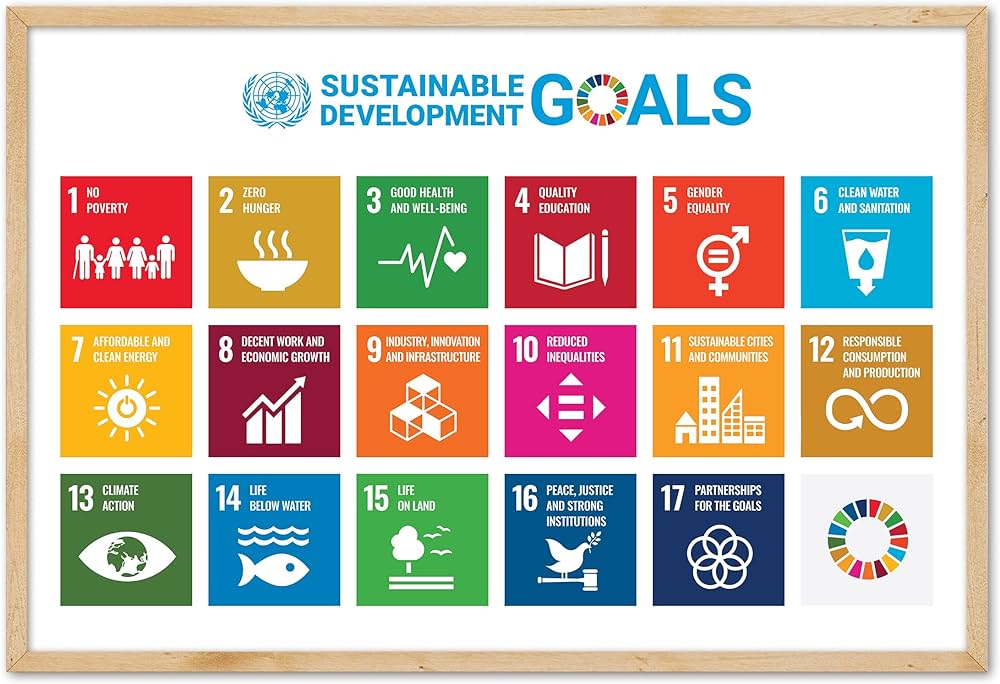 SUSTAINABLE
DEVELOPMENT GOALS
1 NO
POVERTY
2 ZERO
HUNGER
3 GOOD HEALTH
AND WELL-BEING
4 QUALITY
EDUCATION
5 GENDER
EQUALITY
6 CLEAN WATER
AND SANITATION
7 AFFORDABLE AND
CLEAN ENERGY
8 DECENT WORK AND
ECONOMIC GROWTH
9 INDUSTRY, INNOVATION
AND INFRASTRUCTURE
10 REDUCED
INEQUALITIES
11 SUSTAINABLE CITIES
AND COMMUNITIES
12 RESPONSIBLE
CONSUMPTION
AND PRODUCTION
13 CLIMATE
ACTION
14 LIFE
BELOW WATER
15 LIFE
ON LAND
16 PEACE, JUSTICE
AND STRONG
INSTITUTIONS
17 PARTNERSHIPS
FOR THE GOALS